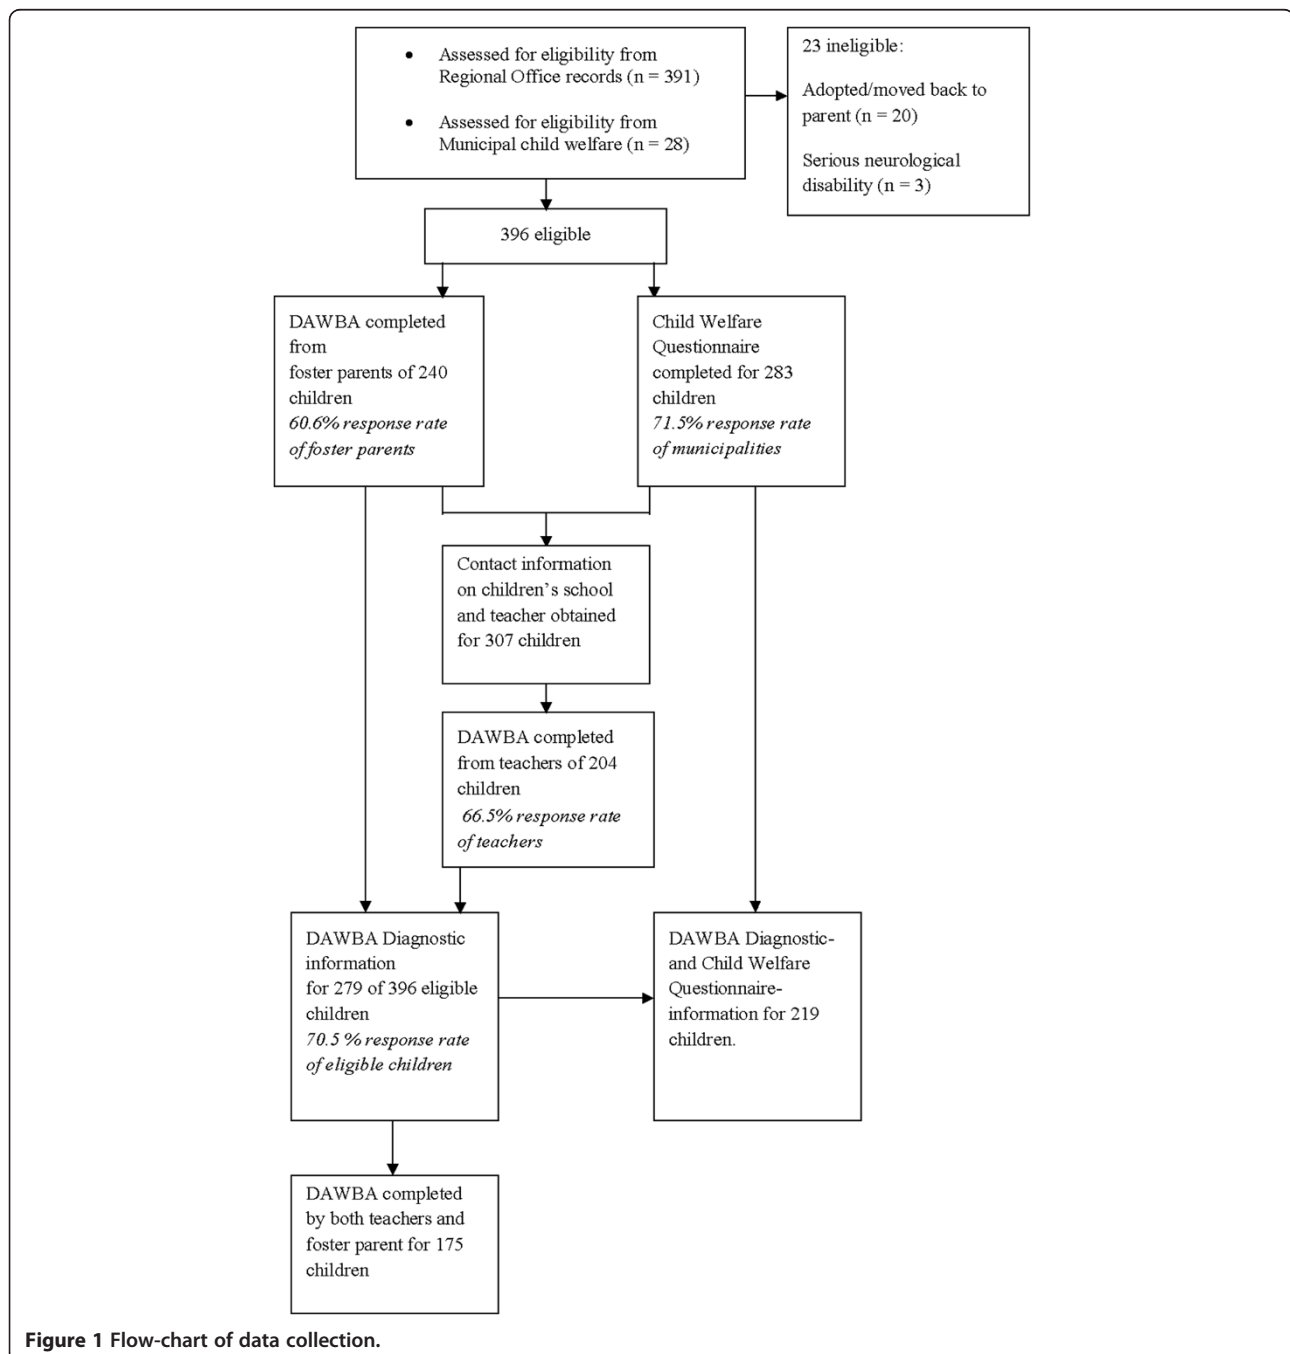 • Assessed for eligibility from
Regional Office records (n = 391)
• Assessed for eligibility from
Municipal child welfare (n = 28)
23 ineligible:
Adopted/moved back to
parent (n = 20)
Serious neurological
disability (n = 3)
396 eligible
DAWBA completed
from
foster parents of 240
children
60.6% response rate
of foster parents
Child Welfare
Questionnaire
completed for 283
children
71.5% response rate
of municipalities
Contact information
on children's school
and teacher obtained
for 307 children
DAWBA completed
from teachers of 204
children
66.5% response rate
of teachers
DAWBA Diagnostic
information
for 279 of 396 eligible
children
70.5 % response rate
of eligible children
DAWBA Diagnostic-
and Child Welfare
Questionnaire-
information for 219
children.
DAWBA completed
by both teachers and
foster parent for 175
children
Figure 1 Flow-chart of data collection.